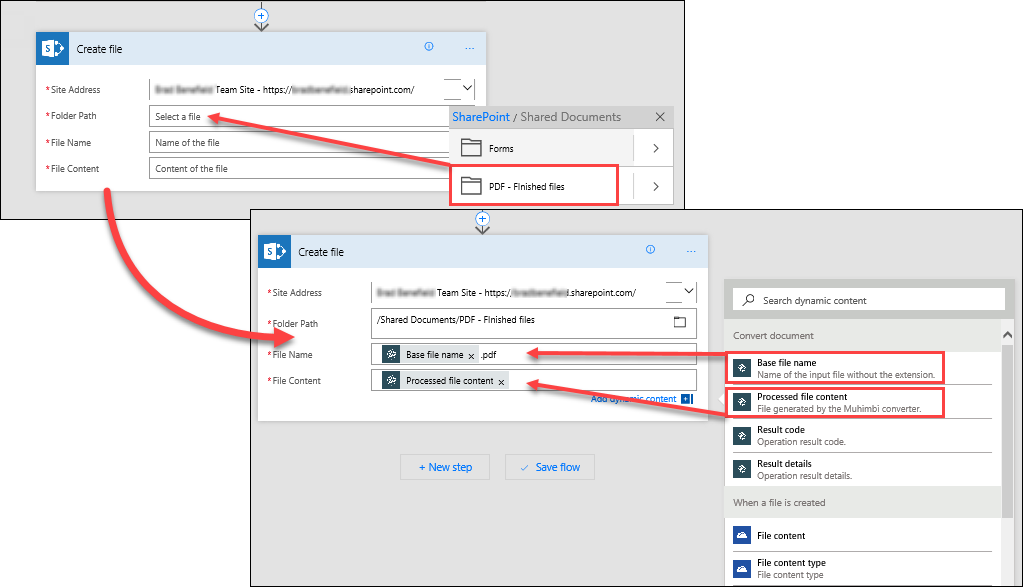 Create file
*Site Address
Team Site - https:// .sharepoint.com/
*Folder Path
Select a file
*File Name
Name of the file
*File Content
Content of the file
SharePoint / Shared Documents
Forms
PDF - FInished files
Create file
*Site Address
Team Site - https:// .sharepoint.com/
*Folder Path
/Shared Documents/PDF - FInished files
*File Name
Base file name x .pdf
*File Content
Processed file content x
Add dynamic content
+ New step
Save flow
Search dynamic content
Convert document
Base file name
Name of the input file without the extension.
Processed file content
File generated by the Muhimbi converter.
Result code
Operation result code.
Result details
Operation result details.
When a file is created
File content
File content type
File content type